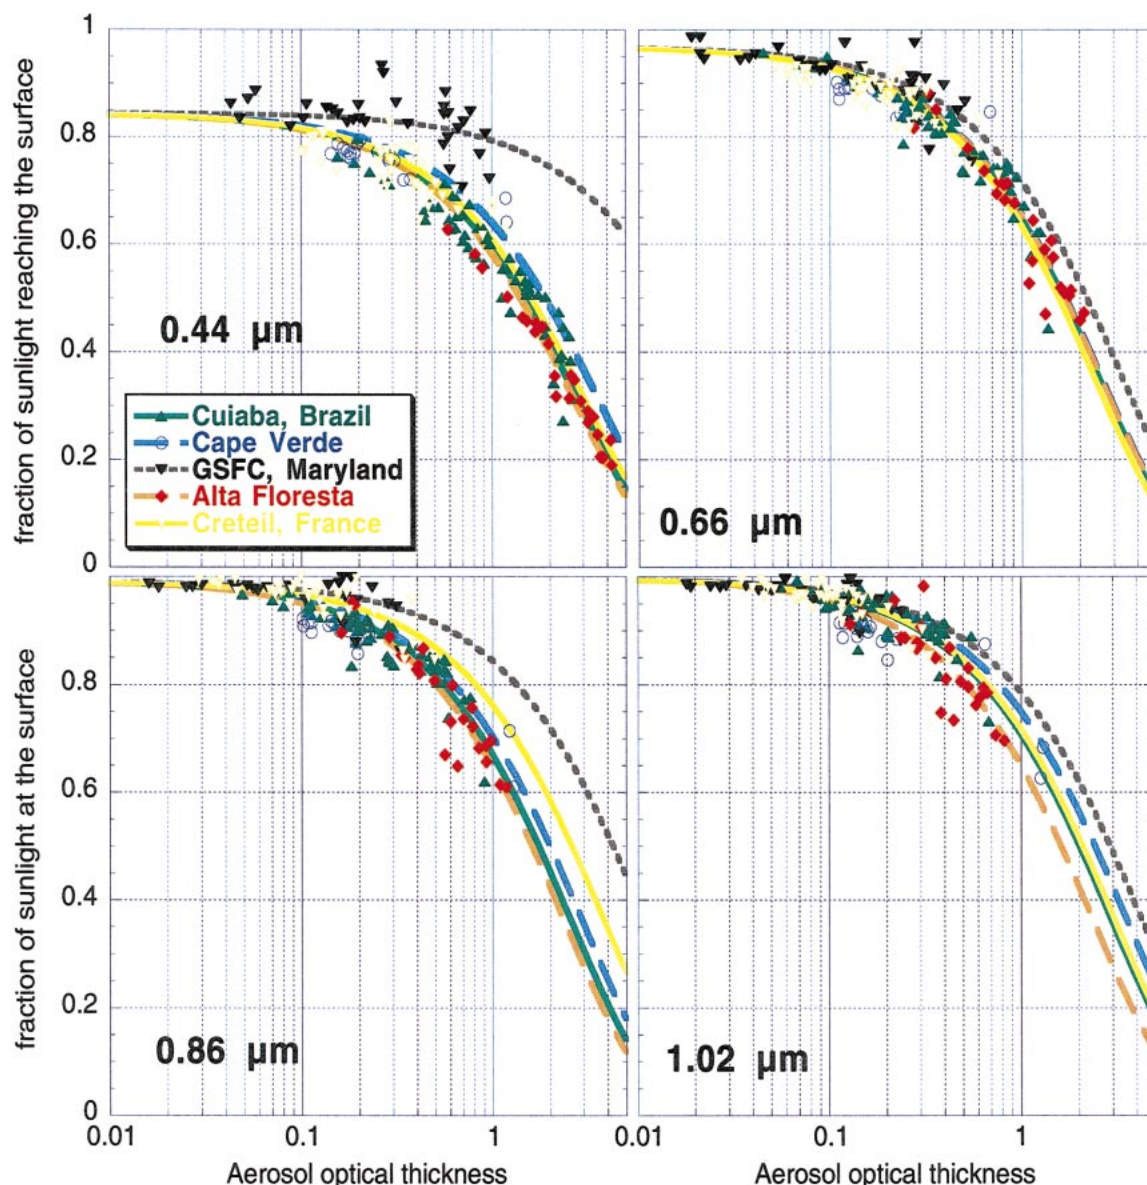 fraction of sunlight reaching the surface
1
0.8
0.6
0.4
0.2
0
0.44 µm
Cuiaba, Brazil
Cape Verde
GSFC, Maryland
Alta Floresta
Creteil, France
0.66 µm
fraction of sunlight at the surface
0.8
0.6
0.4
0.2
0
0.86 µm
1.02 µm
0.01 0.1 1 0.01 0.1 1
Aerosol optical thickness Aerosol optical thickness